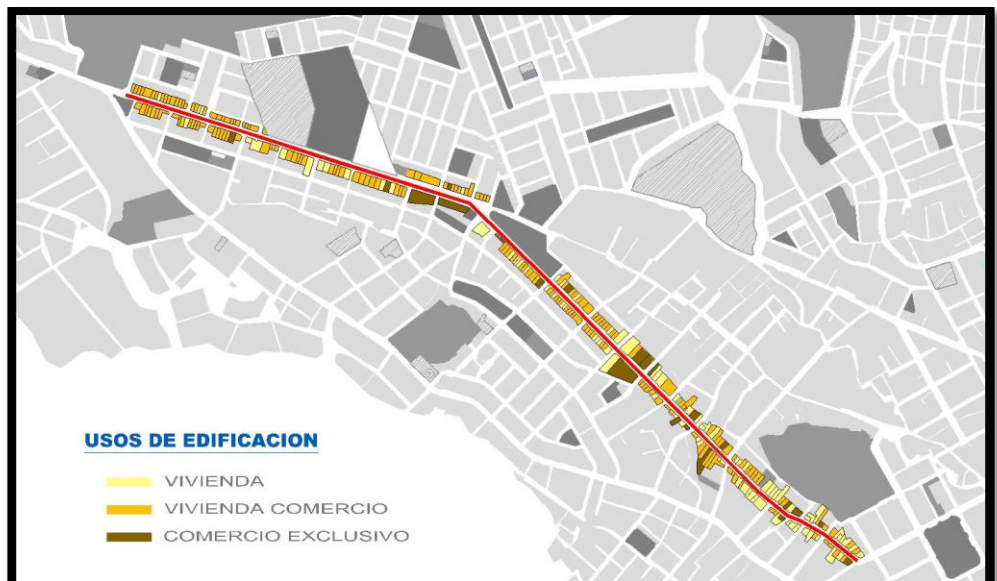 USOS DE EDIFICACION
VIVIENDA
VIVIENDA COMERCIO
COMERCIO EXCLUSIVO